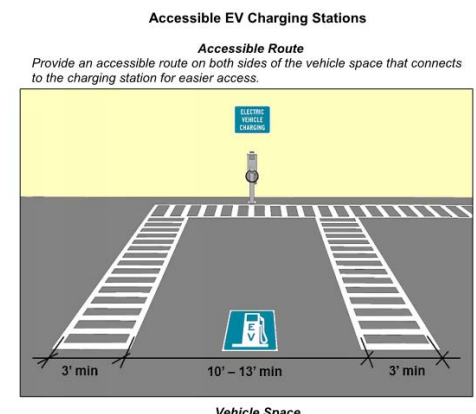 Accessible EV Charging Stations
Accessible Route
Provide an accessible route on both sides of the vehicle space that connects
to the charging station for easier access.
ELECTRIC
VEHICLE
CHARGING
E
V
3' min
10' – 13' min
3' min
Vehicle Space